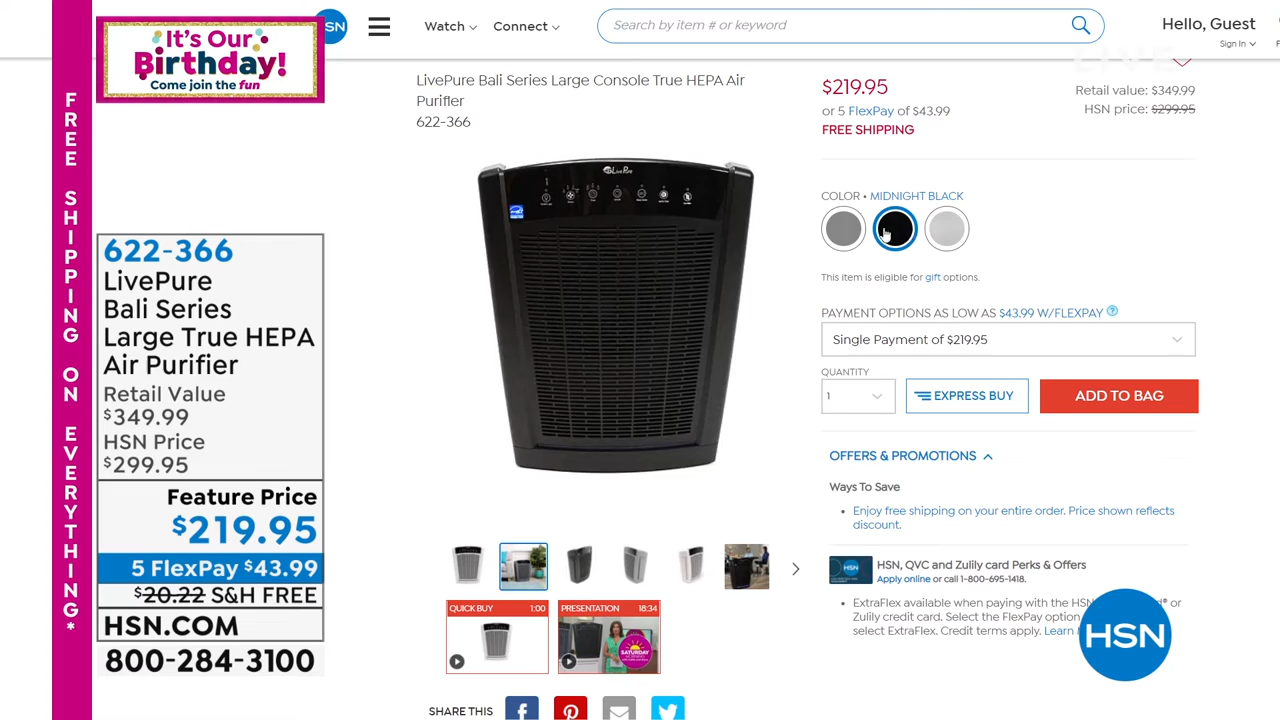 It's Our
Birthday!
Come join the fun
FREE SHIPPING ON EVERYTHING*
622-366
LivePure
Bali Series
Large True HEPA
Air Purifier
Retail Value
$349.99
HSN Price
$299.95
Feature Price
$219.95
5 FlexPay $43.99
$20.22 S&H FREE
HSN.COM
800-284-3100
SN
Watch
Connect
Search by item # or keyword
Hello, Guest
Sign In
LIVE
LivePure Bali Series Large Console True HEPA Air
Purifier
622-366
LivePure
$219.95
or 5 FlexPay of $43.99
FREE SHIPPING
Retail value: $349.99
HSN price: $299.95
COLOR • MIDNIGHT BLACK
This item is eligible for gift options.
PAYMENT OPTIONS AS LOW AS $43.99 W/FLEXPAY
Single Payment of $219.95
QUANTITY
1
EXPRESS BUY
ADD TO BAG
OFFERS & PROMOTIONS
Ways To Save
• Enjoy free shipping on your entire order. Price shown reflects
discount.
HSN
HSN, QVC and Zulily card Perks & Offers
Apply online or call 1-800-695-1418.
• ExtraFlex available when paying with the HSN
® or
Zulily credit card. Select the FlexPay option
select ExtraFlex. Credit terms apply. Learn
HSN
QUICK BUY 1:00
PRESENTATION 18:34
SATURDAY
SHARE THIS